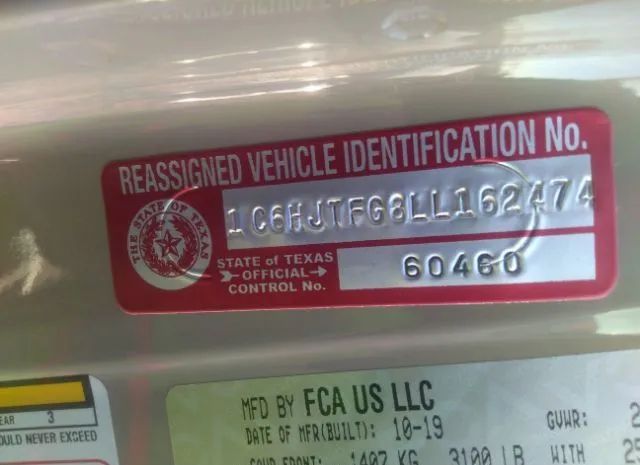 REASSIGNED VEHICLE IDENTIFICATION No.
1C6HJTFG8LL162474
THE STATE OF TEXAS
STATE of TEXAS
OFFICIAL
CONTROL No.
60460
EAR 3
OULD NEVER EXCEED
MFD BY FCA US LLC
DATE OF MFR(BUILT): 10-19 GVWR: 2
1407 KG 3100 LB WITH 25